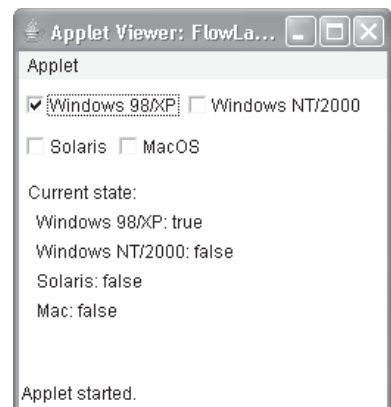 Applet Viewer: FlowLa...
Applet
Windows 98/XP Windows NT/2000
Solaris MacOS
Current state:
Windows 98/XP: true
Windows NT/2000: false
Solaris: false
Mac: false
Applet started.